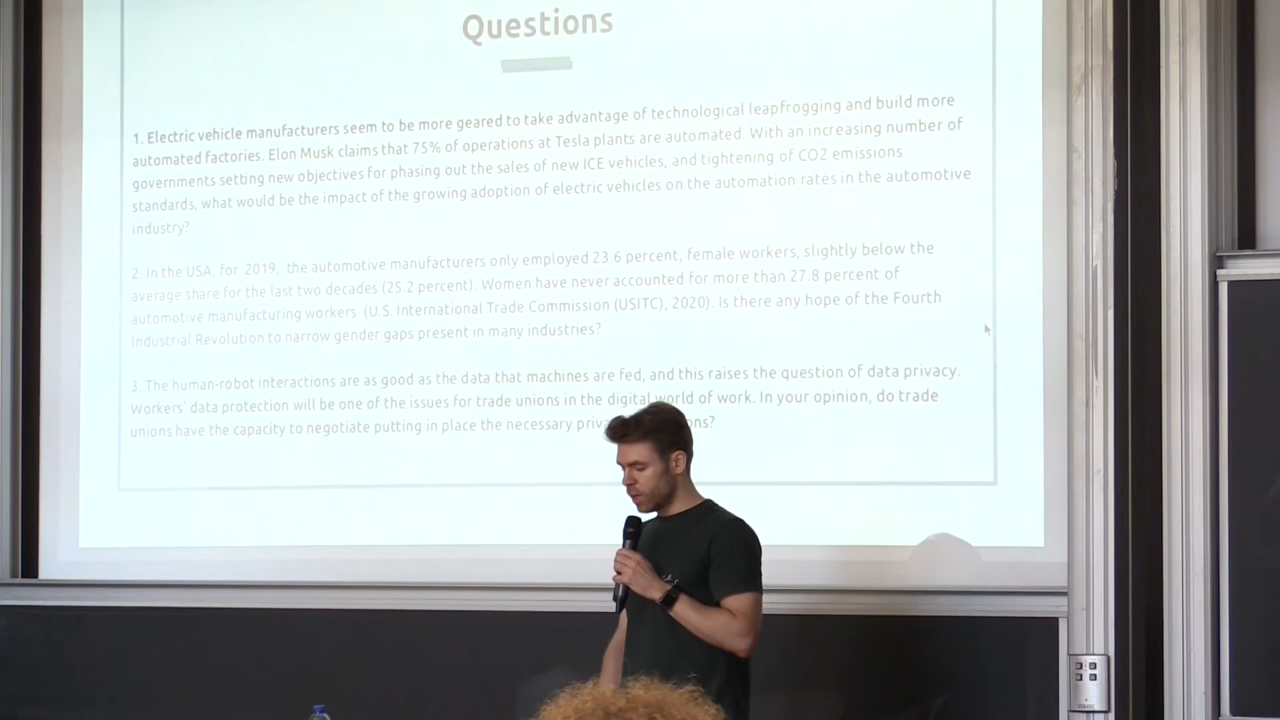 Questions
1. Electric vehicle manufacturers seem to be more geared to take advantage of technological leapfrogging and build more
automated factories. Elon Musk claims that 75% of operations at Tesla plants are automated. With an increasing number of
governments setting new objectives for phasing out the sales of new ICE vehicles, and tightening of CO2 emissions
standards, what would be the impact of the growing adoption of electric vehicles on the automation rates in the automotive
industry?
2. In the USA, for 2019, the automotive manufacturers only employed 23.6 percent, female workers, slightly below the
average share for the last two decades (25.2 percent). Women have never accounted for more than 27.8 percent of
automotive manufacturing workers (U.S. International Trade Commission (USITC), 2020). Is there any hope of the Fourth
Industrial Revolution to narrow gender gaps present in many industries?
3. The human-robot interactions are as good as the data that machines are fed, and this raises the question of data privacy.
Workers' data protection will be one of the issues for trade unions in the digital world of work. In your opinion, do trade
unions have the capacity to negotiate putting in place the necessary